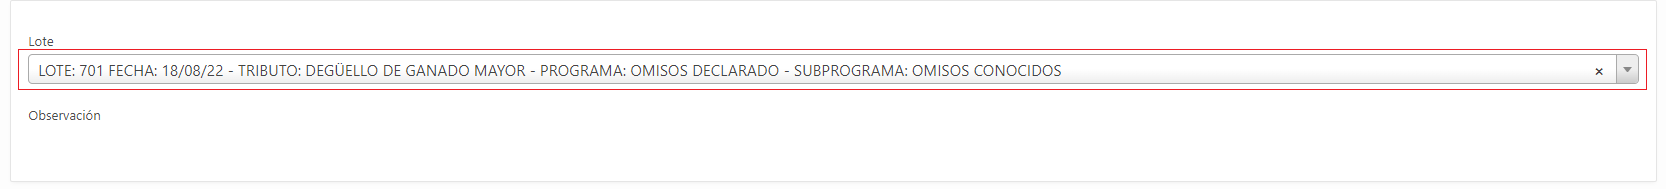 Lote
LOTE: 701 FECHA: 18/08/22 - TRIBUTO: DEGÜELLO DE GANADO MAYOR - PROGRAMA: OMISOS DECLARADO - SUBPROGRAMA: OMISOS CONOCIDOS ×
Observación